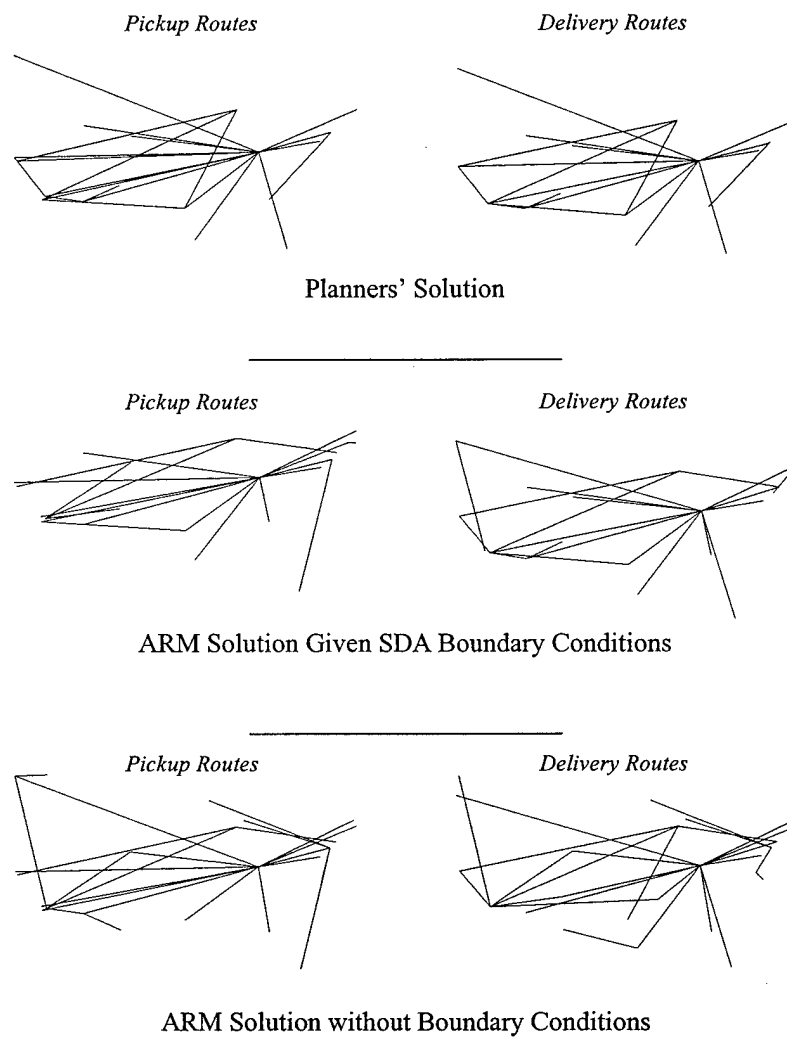 Pickup Routes
Delivery Routes
Planners' Solution
Pickup Routes
Delivery Routes
ARM Solution Given SDA Boundary Conditions
Pickup Routes
Delivery Routes
ARM Solution without Boundary Conditions